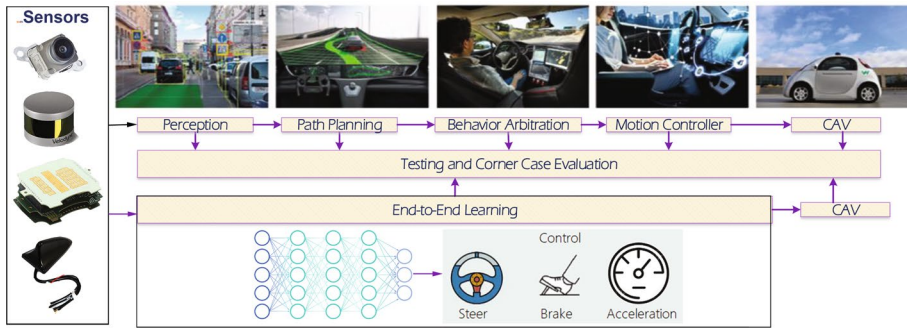 Sensors
Velodyne
Perception
Path Planning
Behavior Arbitration
Motion Controller
CAV
Testing and Corner Case Evaluation
End-to-End Learning
CAV
Control
Steer
Brake
Acceleration